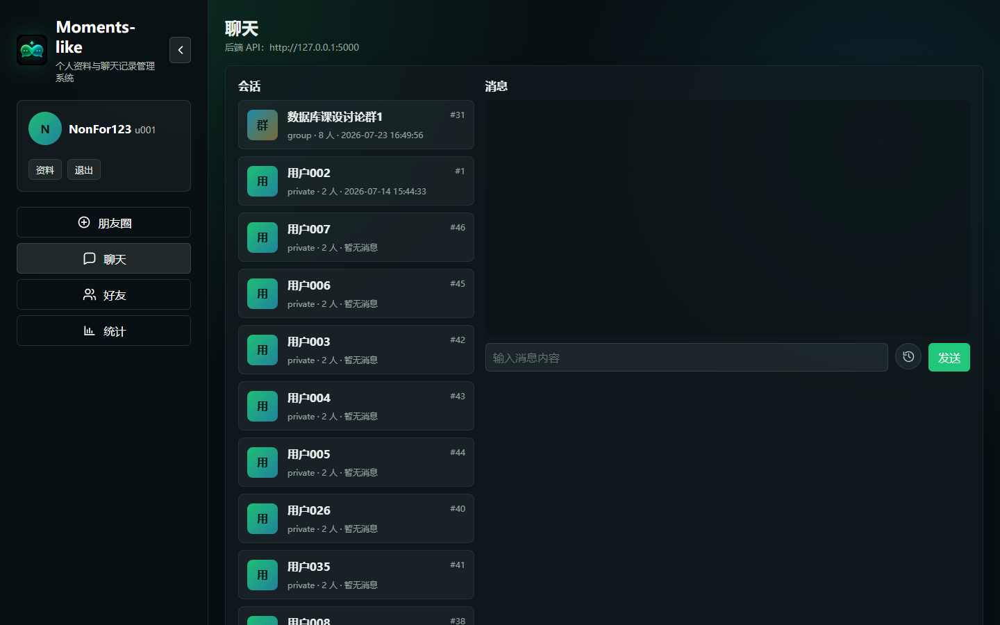 Moments-
like
个人资料与聊天记录管理
系统
N
NonFor123 u001
资料
退出
朋友圈
聊天
好友
统计
聊天
后端 API: http://127.0.0.1:5000
会话
群
数据库课设讨论群1
#31
group · 8 人 · 2026-07-23 16:49:56
用
用户002
#1
private · 2 人 · 2026-07-14 15:44:33
用
用户007
#46
private · 2 人 · 暂无消息
用
用户006
#45
private · 2 人 · 暂无消息
用
用户003
#42
private · 2 人 · 暂无消息
用
用户004
#43
private · 2 人 · 暂无消息
用
用户005
#44
private · 2 人 · 暂无消息
用
用户026
#40
private · 2 人 · 暂无消息
用
用户035
#41
private · 2 人 · 暂无消息
用户008
#38
消息
输入消息内容
发送